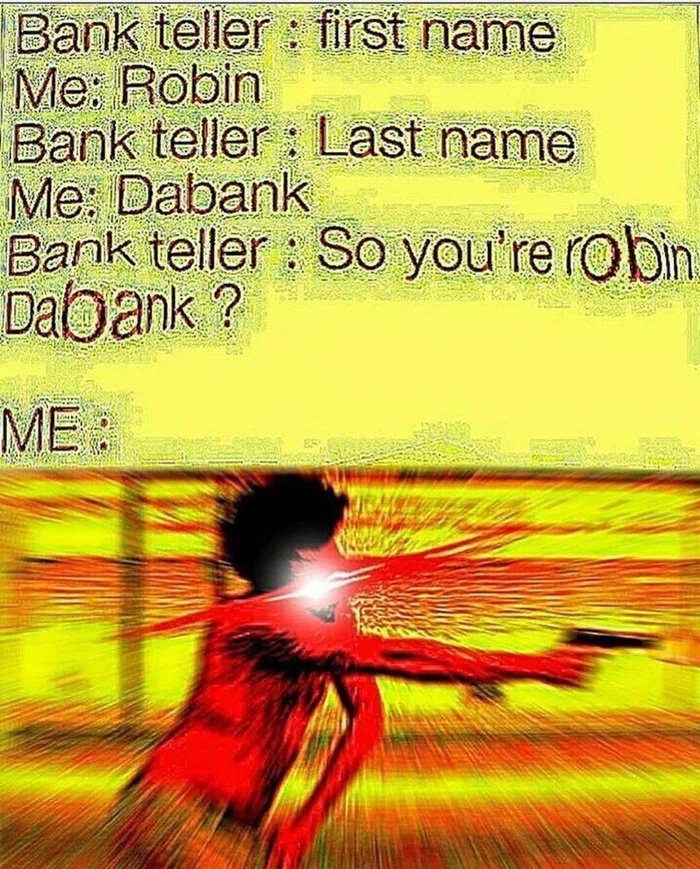 Bank teller : first name
Me: Robin
Bank teller : Last name
Me: Dabank
Bank teller : So you're robin
Dabank ?
ME :